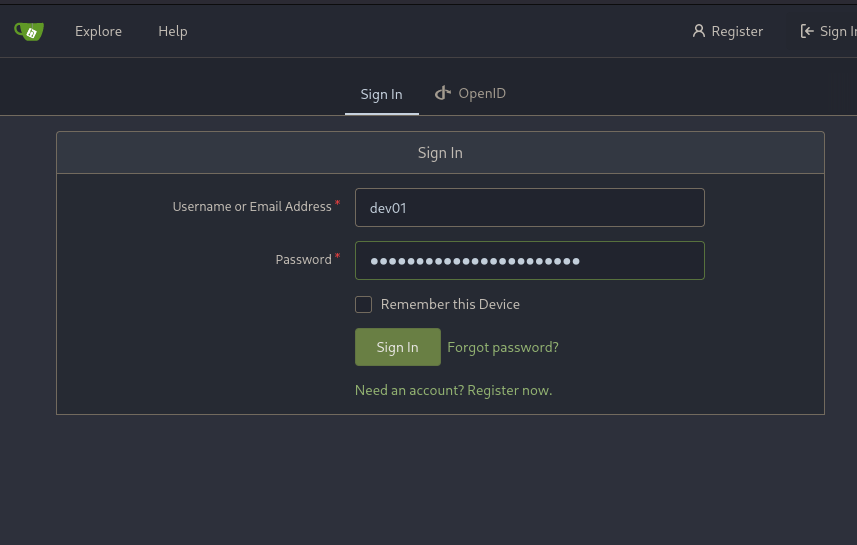 Explore Help Register Sign In
Sign In OpenID
Sign In
Username or Email Address *
dev01
Password *
●●●●●●●●●●●●●●●●●●●●●●●
Remember this Device
Sign In Forgot password?
Need an account? Register now.